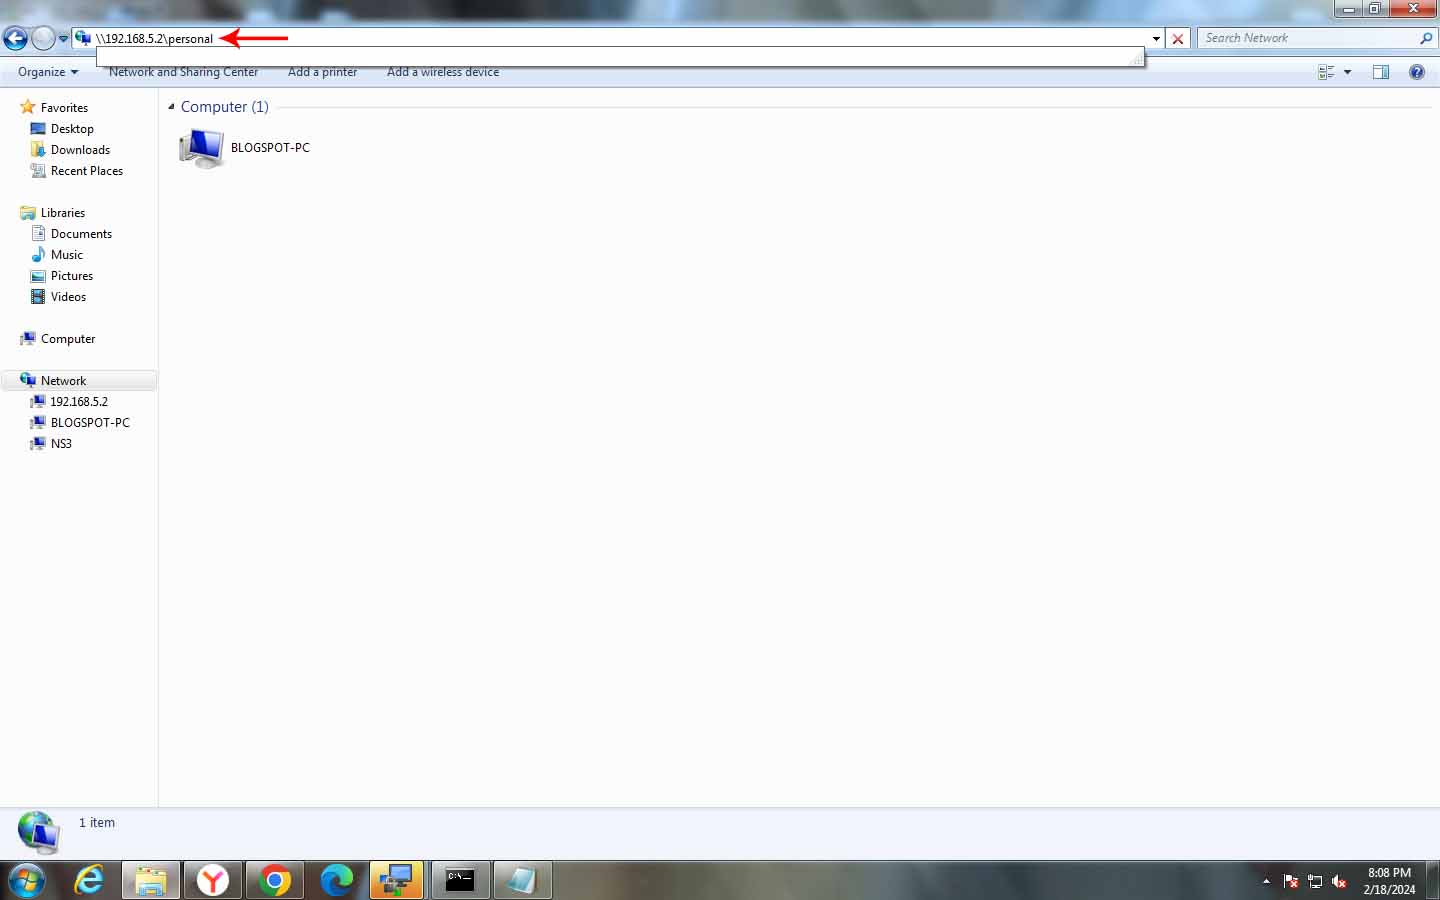 \\192.168.5.2\personal
Search Network
Organize
Network and Sharing Center
Add a printer
Add a wireless device
Favorites
Desktop
Downloads
Recent Places
Libraries
Documents
Music
Pictures
Videos
Computer
Network
192.168.5.2
BLOGSPOT-PC
NS3
Computer (1)
BLOGSPOT-PC
1 item
C:\
8:08 PM
2/18/2024